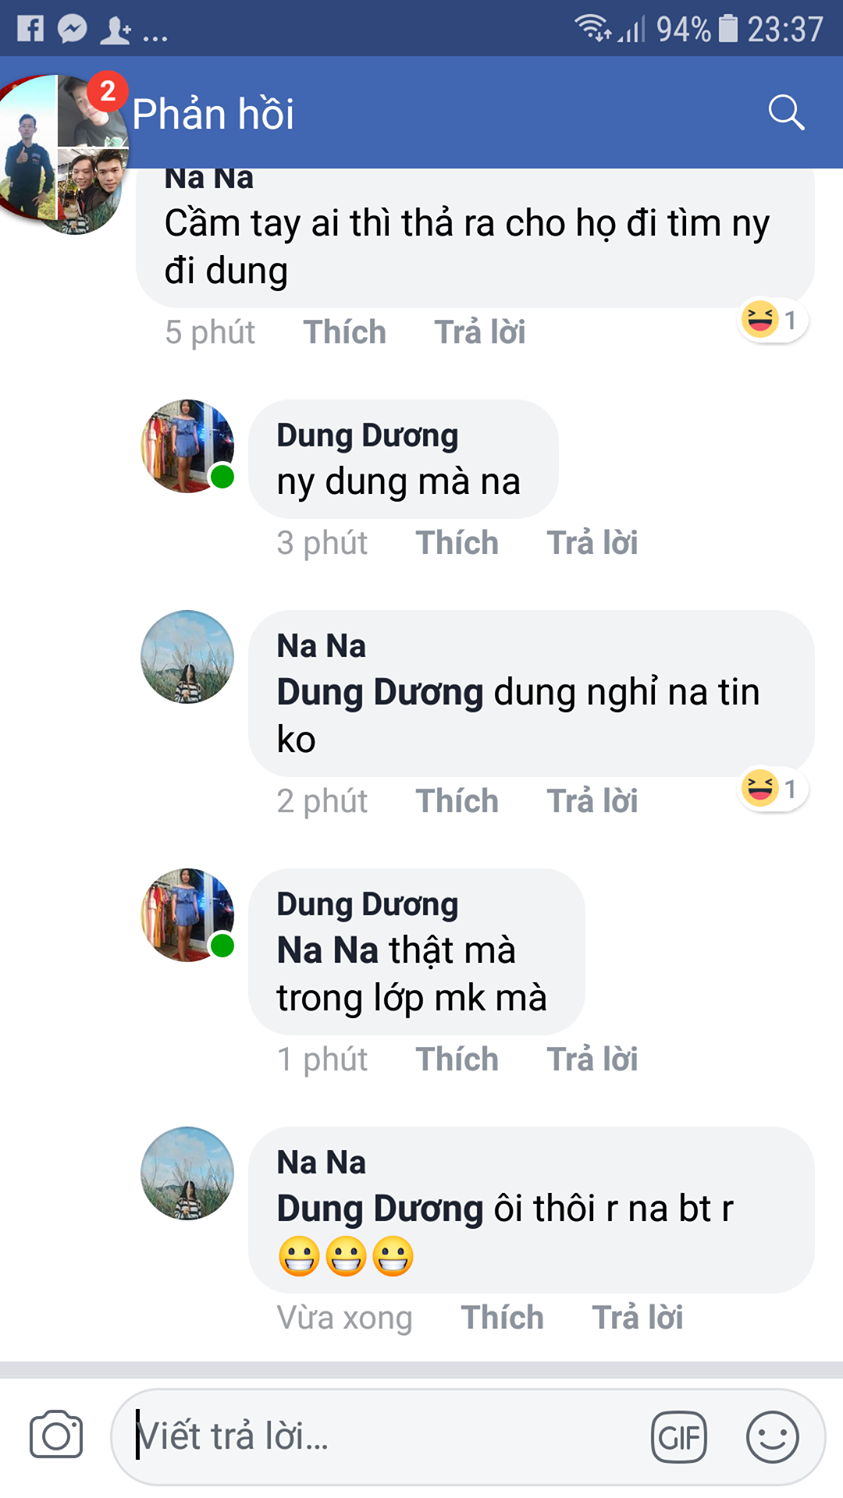 ... 94% 23:37
2
Phản hồi
Na Na
Cầm tay ai thì thả ra cho họ đi tìm ny
đi dung
5 phút Thích Trả lời 1
Dung Dương
ny dung mà na
3 phút Thích Trả lời
Na Na
Dung Dương dung nghỉ na tin
ko
2 phút Thích Trả lời 1
Dung Dương
Na Na thật mà
trong lớp mk mà
1 phút Thích Trả lời
Na Na
Dung Dương ôi thôi r na bt r
😀😀😀
Vừa xong Thích Trả lời
Viết trả lời... GIF